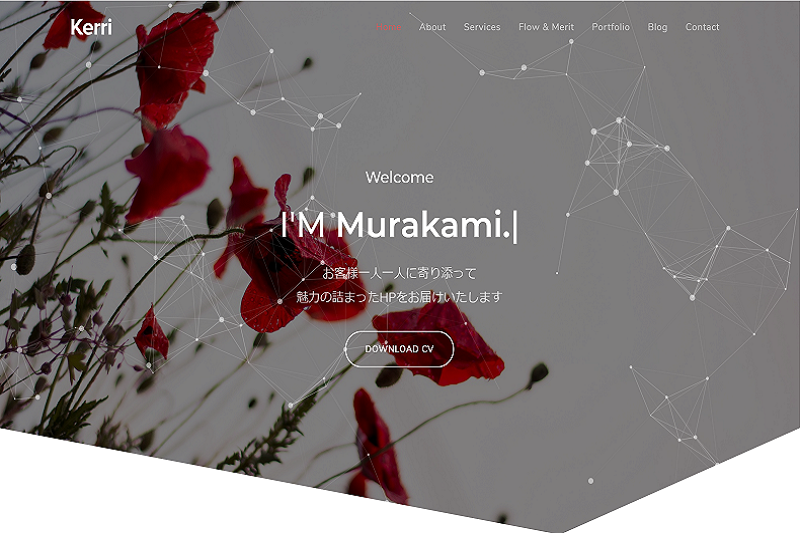 Kerri
About Services Flow & Merit Portfolio Blog Contact
Welcome
I'M Murakami.|
お客様一人一人に寄り添って
魅力の詰まったHPをお届けいたします
DOWNLOAD CV